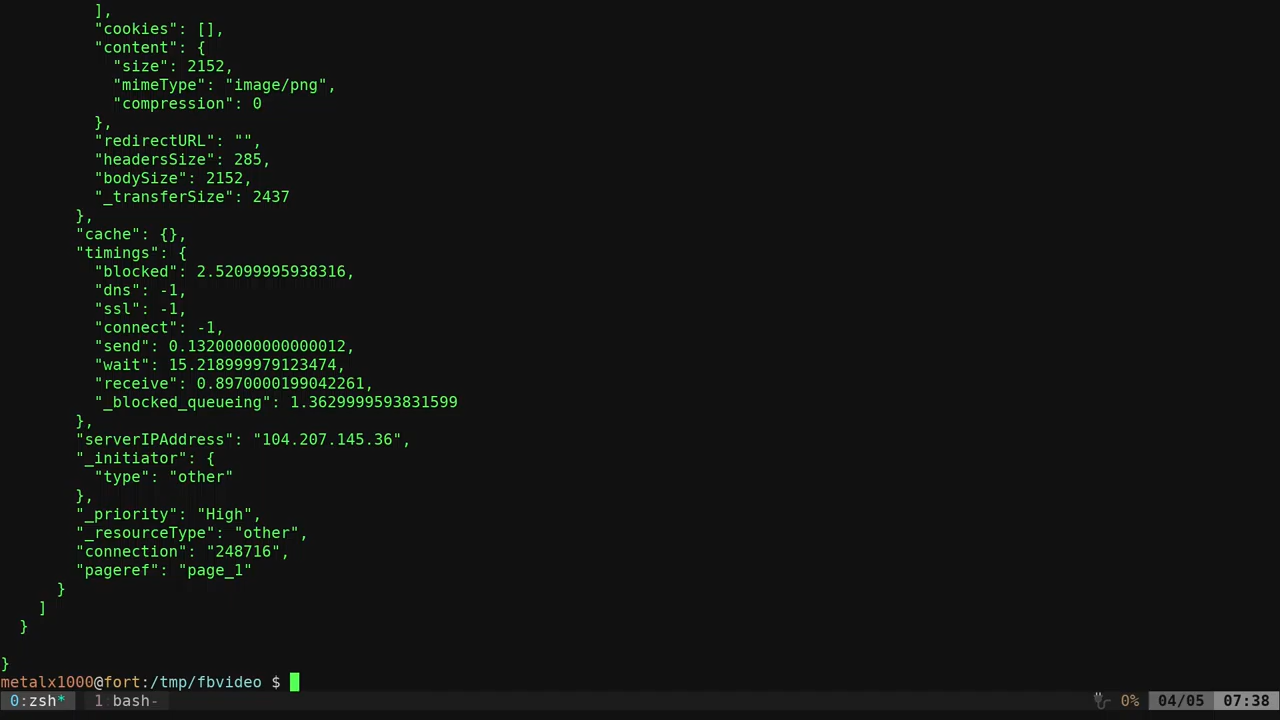 ],
          "cookies": [],
          "content": {
            "size": 2152,
            "mimeType": "image/png",
            "compression": 0
          },
          "redirectURL": "",
          "headersSize": 285,
          "bodySize": 2152,
          "_transferSize": 2437
        },
        "cache": {},
        "timings": {
          "blocked": 2.52099995938316,
          "dns": -1,
          "ssl": -1,
          "connect": -1,
          "send": 0.13200000000000012,
          "wait": 15.218999979123474,
          "receive": 0.8970000199042261,
          "_blocked_queueing": 1.3629999593831599
        },
        "serverIPAddress": "104.207.145.36",
        "_initiator": {
          "type": "other"
        },
        "_priority": "High",
        "_resourceType": "other",
        "connection": "248716",
        "pageref": "page_1"
      }
    ]
  }

}
metalx1000@fort:/tmp/fbvideo $
0:zsh* 1 bash- 0% 04/05 07:38